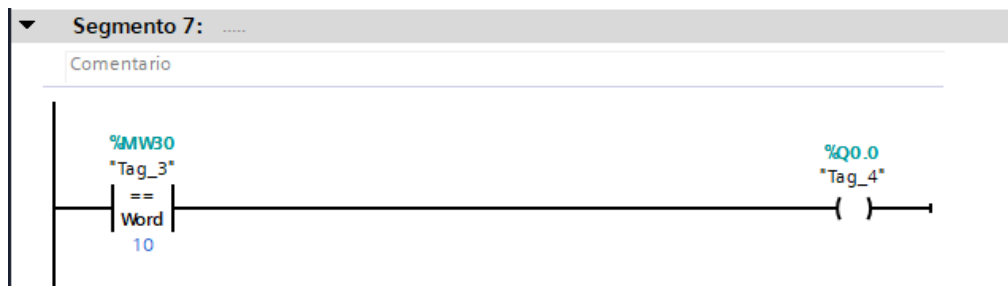 Segmento 7: .....
Comentario
%MW30
"Tag_3"
==
Word
10
%Q0.0
"Tag_4"
( )